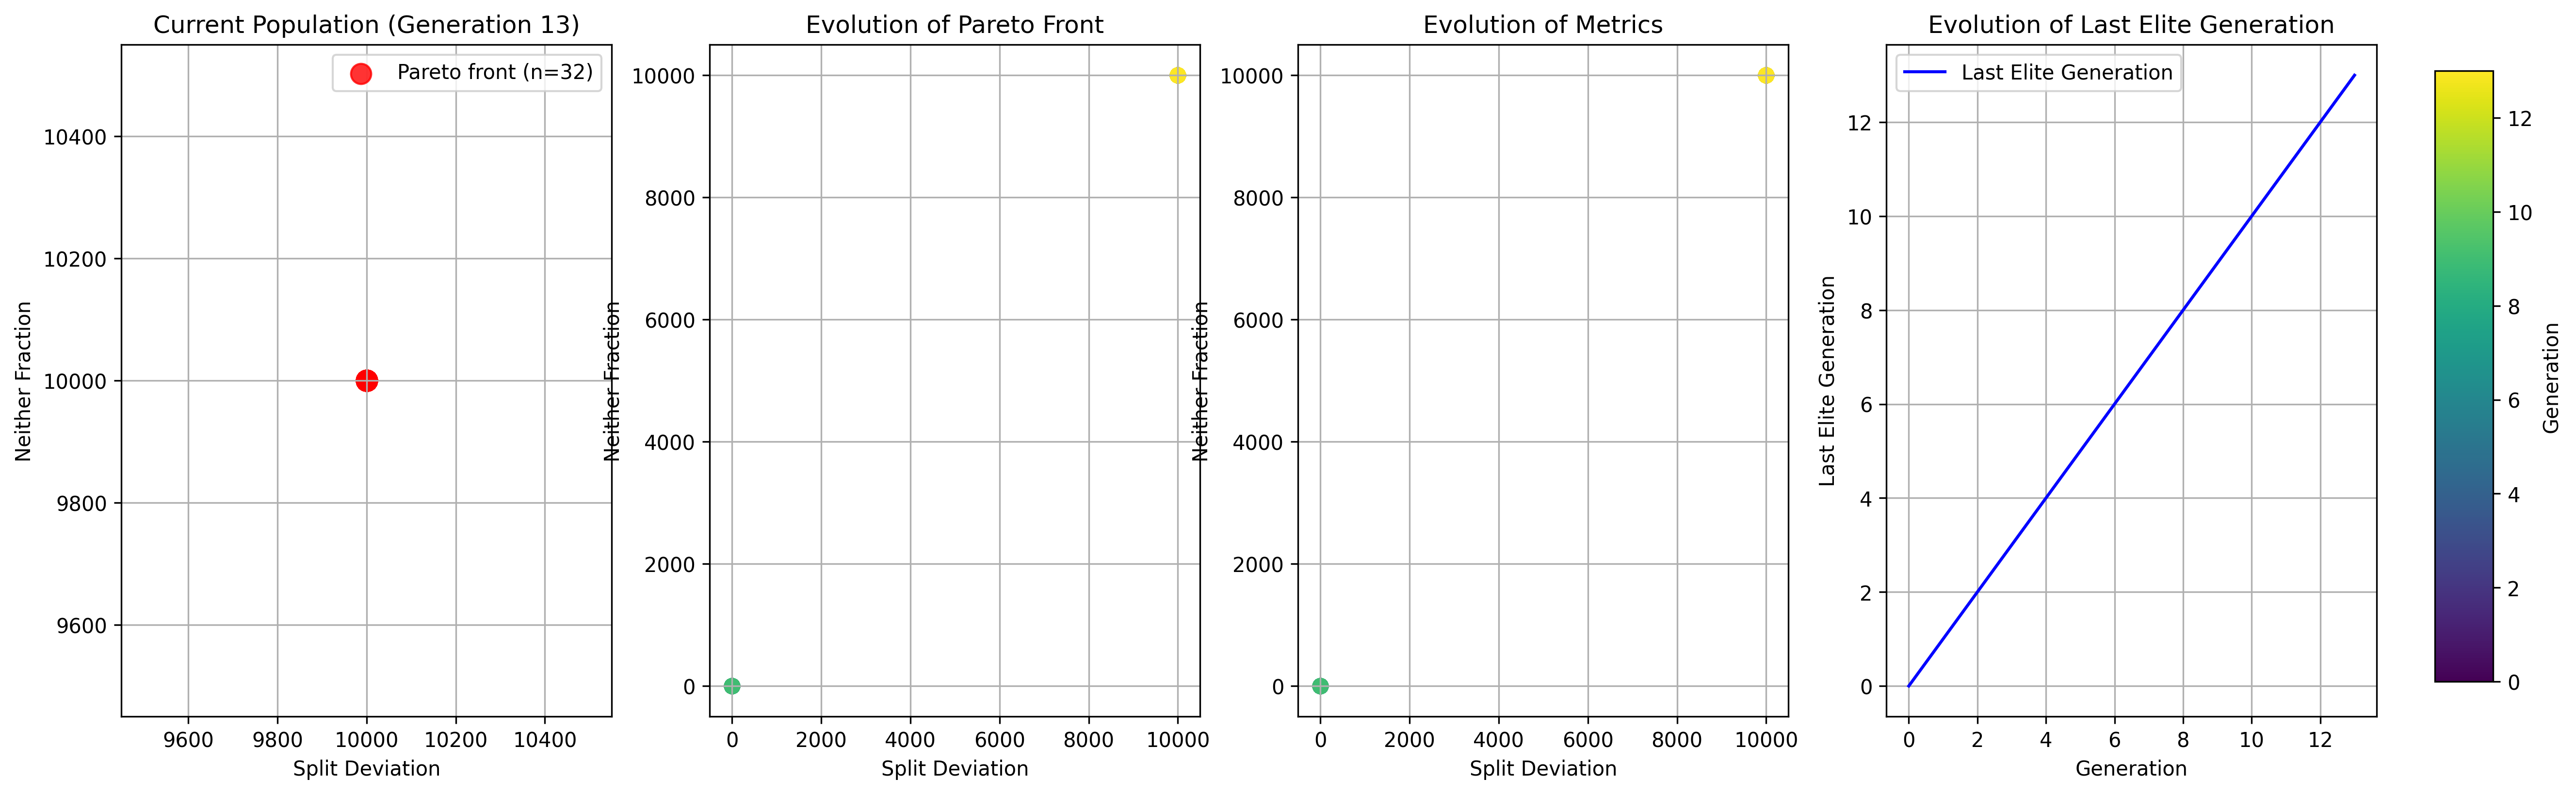 Current Population (Generation 13)
Pareto front (n=32)
Neither Fraction
10400
10200
10000
9800
9600
9600 9800 10000 10200 10400
Split Deviation
Evolution of Pareto Front
Neither Fraction
10000
8000
6000
4000
2000
0
0 2000 4000 6000 8000 10000
Split Deviation
Evolution of Metrics
Neither Fraction
10000
8000
6000
4000
2000
0
0 2000 4000 6000 8000 10000
Split Deviation
Evolution of Last Elite Generation
Last Elite Generation
Last Elite Generation
12
10
8
6
4
2
0
0 2 4 6 8 10 12
Generation
12
10
8
6
4
2
0
Generation